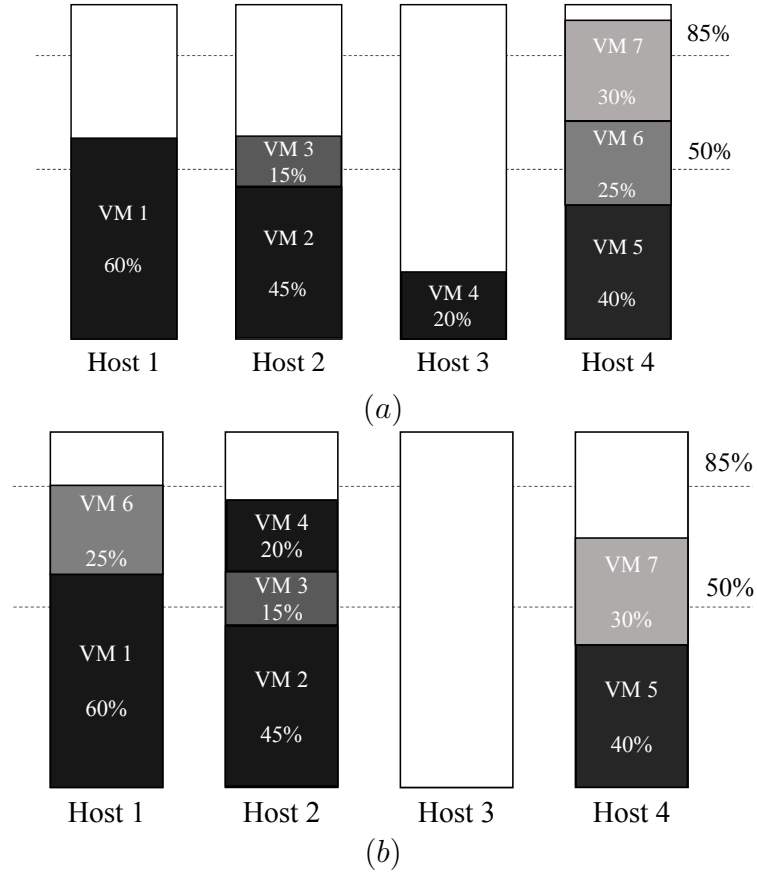 VM 7
85%
30%
VM 3
15%
VM 6
50%
25%
VM 1
60%
VM 2
45%
VM 4
20%
VM 5
40%
Host 1
Host 2
Host 3
Host 4
(a)
VM 6
25%
VM 4
20%
85%
VM 3
15%
VM 7
30%
50%
VM 1
60%
VM 2
45%
VM 5
40%
Host 1
Host 2
Host 3
Host 4
(b)